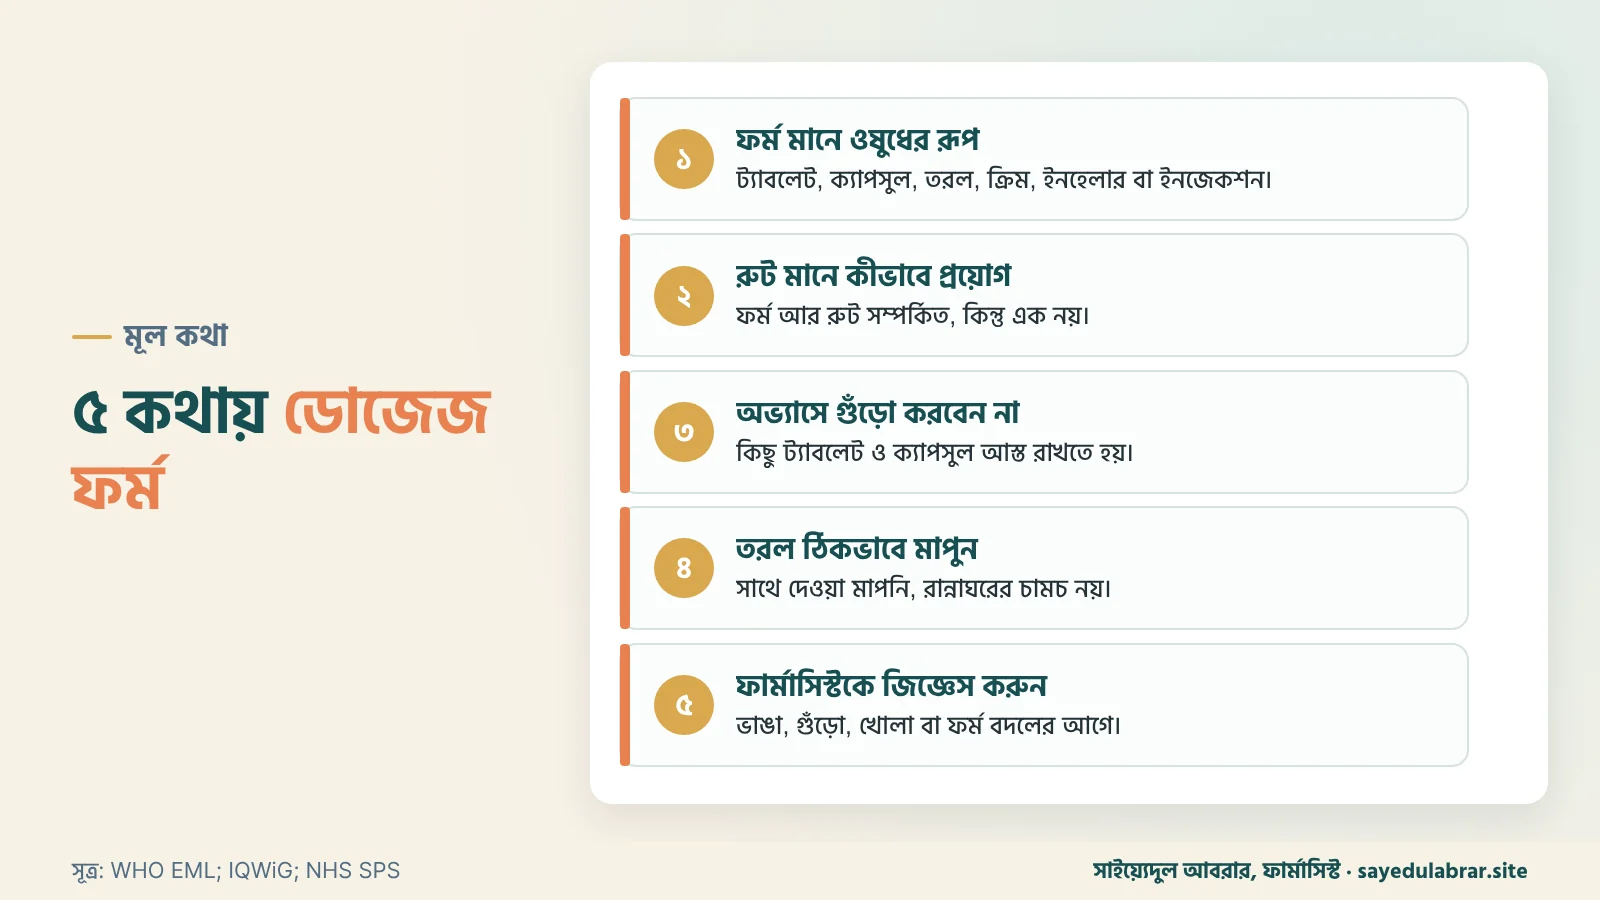 মূল কথা
৫ কথায় ডোজেজ
ফর্ম
১
ফর্ম মানে ওষুধের রূপ
ট্যাবলেট, ক্যাপসুল, তরল, ক্রিম, ইনহেলার বা ইনজেকশন।
২
রুট মানে কীভাবে প্রয়োগ
ফর্ম আর রুট সম্পর্কিত, কিন্তু এক নয়।
৩
অভ্যাসে গুঁড়ো করবেন না
কিছু ট্যাবলেট ও ক্যাপসুল আস্ত রাখতে হয়।
৪
তরল ঠিকভাবে মাপুন
সাথে দেওয়া মাপনি, রান্নাঘরের চামচ নয়।
৫
ফার্মাসিস্টকে জিজ্ঞেস করুন
ভাঙা, গুঁড়ো, খোলা বা ফর্ম বদলের আগে।
সূত্র: WHO EML; IQWiG; NHS SPS
সাইয়্যেদুল আবরার, ফার্মাসিস্ট · sayedulabrar.site